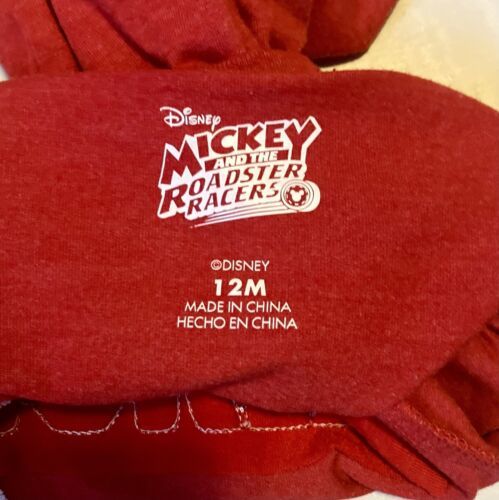 Disney
MICKEY
AND THE
ROADSTER
RACERS
©DISNEY
12M
MADE IN CHINA
HECHO EN CHINA